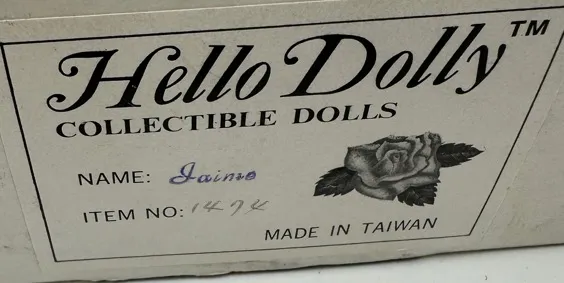 Hello Dolly™
COLLECTIBLE DOLLS
NAME: Jaime
ITEM NO: 1474
MADE IN TAIWAN